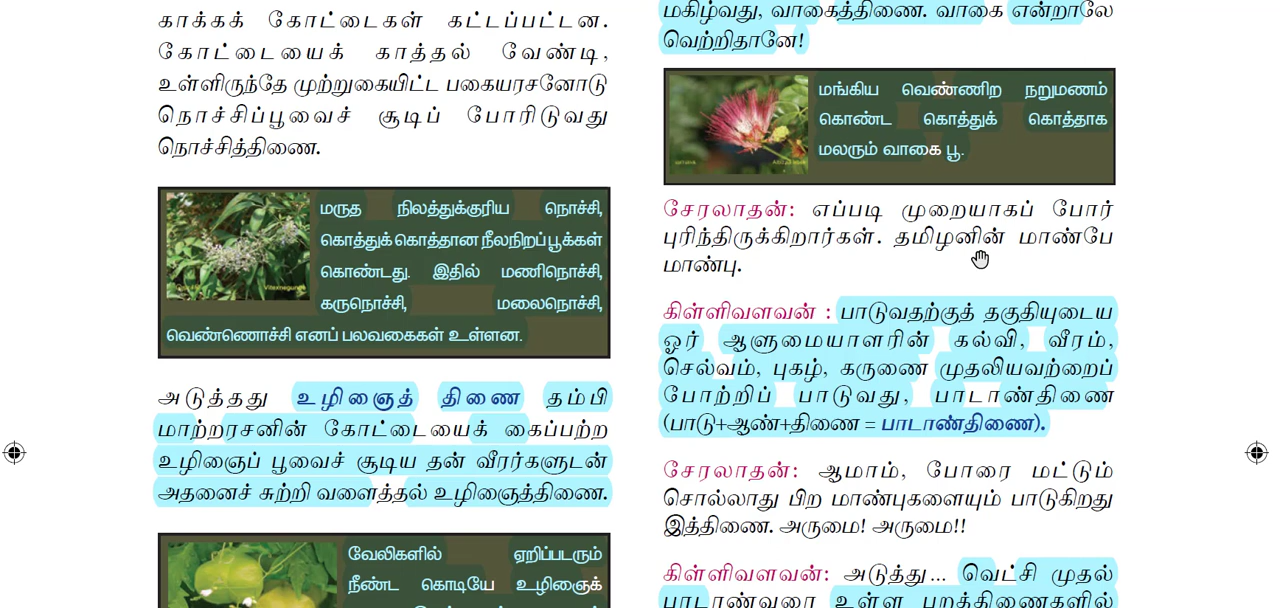 காக்கக் கோட்டைகள் கட்டப்பட்டன.
கோட்டையைக் காத்தல் வேண்டி,
உள்ளிருந்தே முற்றுகையிட்ட பகையரசனோடு
நொச்சிப்பூவைச் சூடிப் போரிடுவது
நொச்சித்திணை.
மருத நிலத்துக்குரிய நொச்சி,
கொத்துக் கொத்தான நீலநிறப் பூக்கள்
கொண்டது. இதில் மணிநொச்சி,
கருநொச்சி, மலைநொச்சி,
வெண்ணொச்சி எனப் பலவகைகள் உள்ளன.
அடுத்தது உழிஞைத் திணை தம்பி
மாற்றரசனின் கோட்டையைக் கைப்பற்ற
உழிஞைப் பூவைச் சூடிய தன் வீரர்களுடன்
அதனைச் சுற்றி வளைத்தல் உழிஞைத்திணை.
வேலிகளில் ஏறிப்படரும்
நீண்ட கொடியே உழிஞைக்
மகிழ்வது, வாகைத்திணை. வாகை என்றாலே
வெற்றிதானே!
மங்கிய வெண்ணிற நறுமணம்
கொண்ட கொத்துக் கொத்தாக
மலரும் வாகை பூ.
சேரலாதன்: எப்படி முறையாகப் போர்
புரிந்திருக்கிறார்கள். தமிழனின் மாண்பே
மாண்பு.
கிள்ளிவளவன் : பாடுவதற்குத் தகுதியுடைய
ஓர் ஆளுமையாளரின் கல்வி, வீரம்,
செல்வம், புகழ், கருணை முதலியவற்றைப்
போற்றிப் பாடுவது, பாடாண்திணை
(பாடு+ஆண்+திணை = பாடாண்திணை).
சேரலாதன்: ஆமாம், போரை மட்டும்
சொல்லாது பிற மாண்புகளையும் பாடுகிறது
இத்திணை. அருமை! அருமை!!
கிள்ளிவளவன்: அடுத்து... வெட்சி முதல்
பாடாண்வரை உள்ள புறத்திணைகளில்